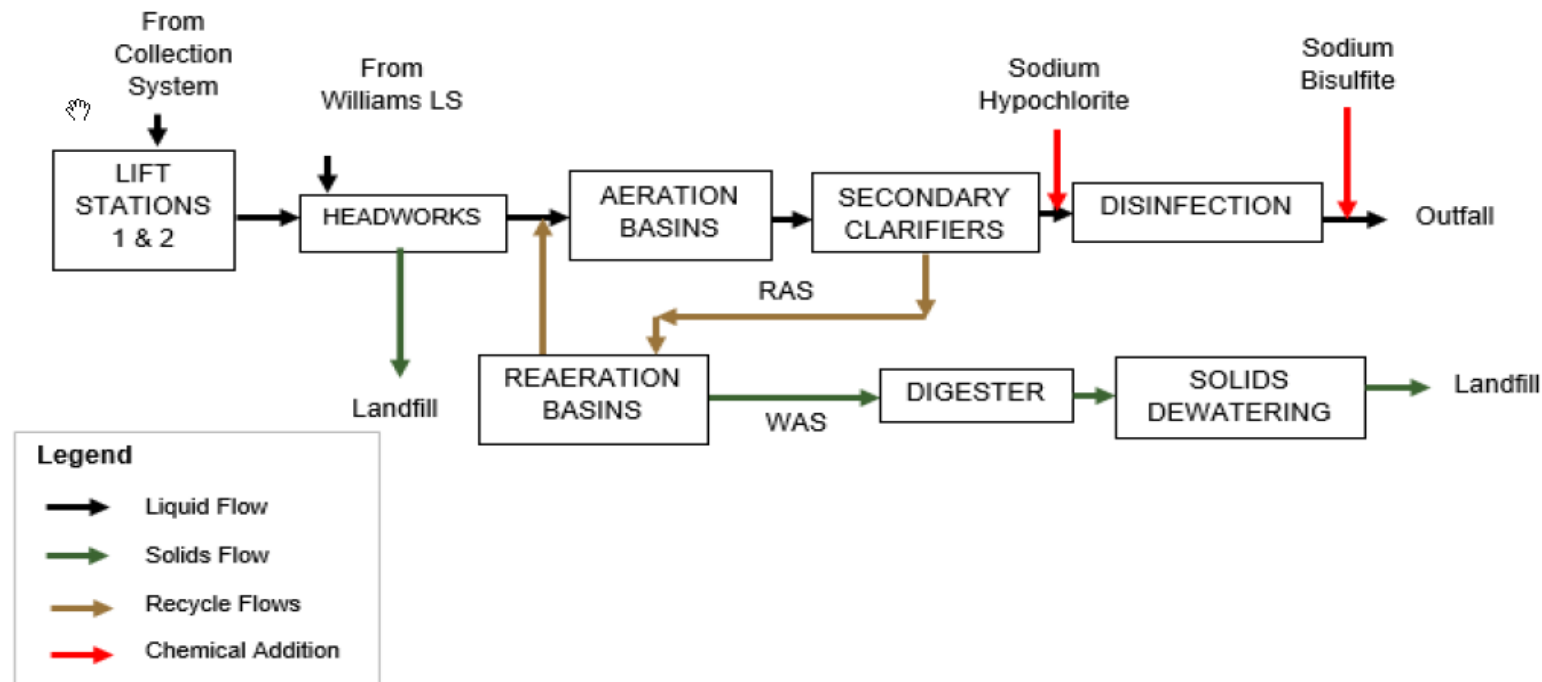 From
Collection
System
From
Williams LS
Sodium
Hypochlorite
Sodium
Bisulfite
LIFT
STATIONS
1 & 2
HEADWORKS
AERATION
BASINS
SECONDARY
CLARIFIERS
DISINFECTION
Outfall
RAS
Landfill
REAERATION
BASINS
WAS
DIGESTER
SOLIDS
DEWATERING
Landfill
Legend
Liquid Flow
Solids Flow
Recycle Flows
Chemical Addition